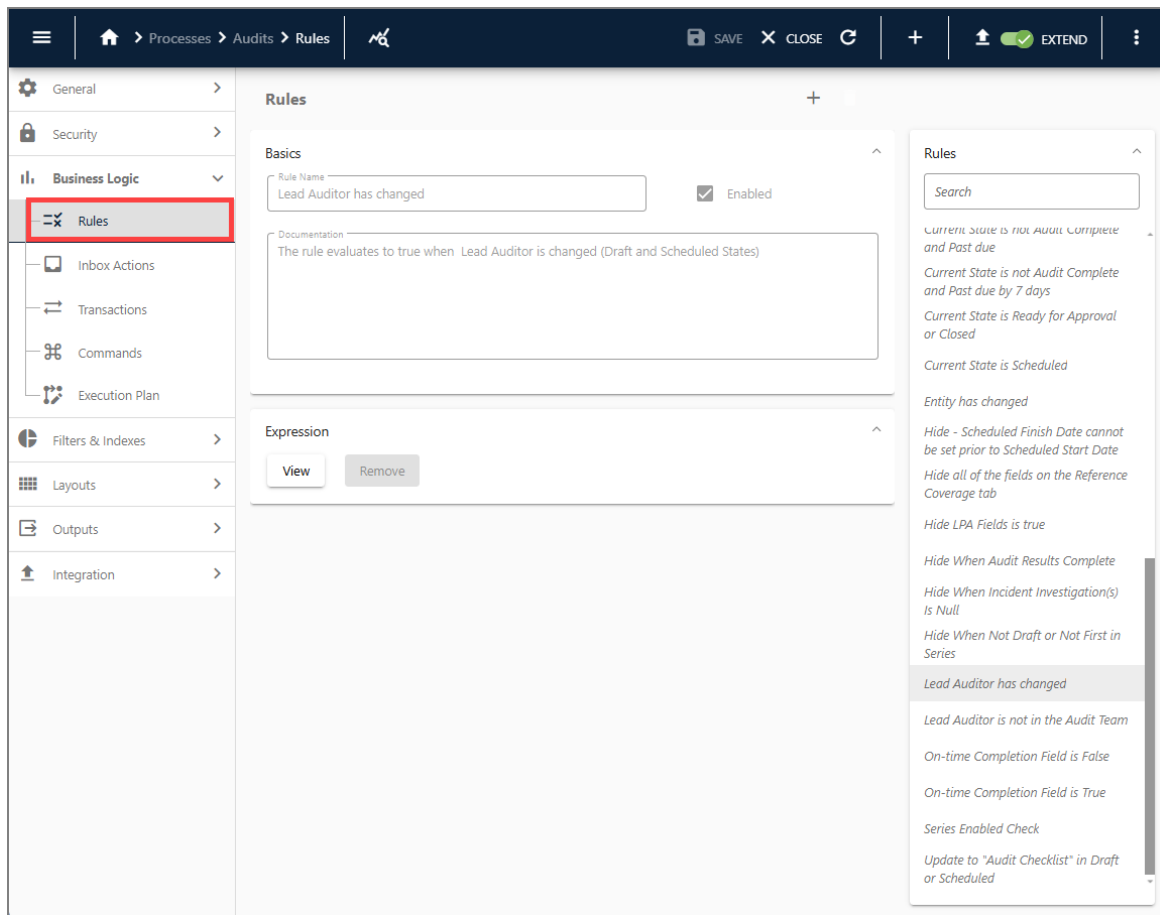 Processes > Audits > Rules
SAVE
CLOSE
EXTEND
General
Security
Business Logic
Rules
Inbox Actions
Transactions
Commands
Execution Plan
Filters & Indexes
Layouts
Outputs
Integration
Rules
Basics
Rule Name
Lead Auditor has changed
Enabled
Documentation
The rule evaluates to true when  Lead Auditor is changed (Draft and Scheduled States)
Expression
View
Remove
Rules
Search
Current State is not Audit Complete
and Past due
Current State is not Audit Complete
and Past due by 7 days
Current State is Ready for Approval
or Closed
Current State is Scheduled
Entity has changed
Hide - Scheduled Finish Date cannot
be set prior to Scheduled Start Date
Hide all of the fields on the Reference
Coverage tab
Hide LPA Fields is true
Hide When Audit Results Complete
Hide When Incident Investigation(s)
Is Null
Hide When Not Draft or Not First in
Series
Lead Auditor has changed
Lead Auditor is not in the Audit Team
On-time Completion Field is False
On-time Completion Field is True
Series Enabled Check
Update to "Audit Checklist" in Draft
or Scheduled